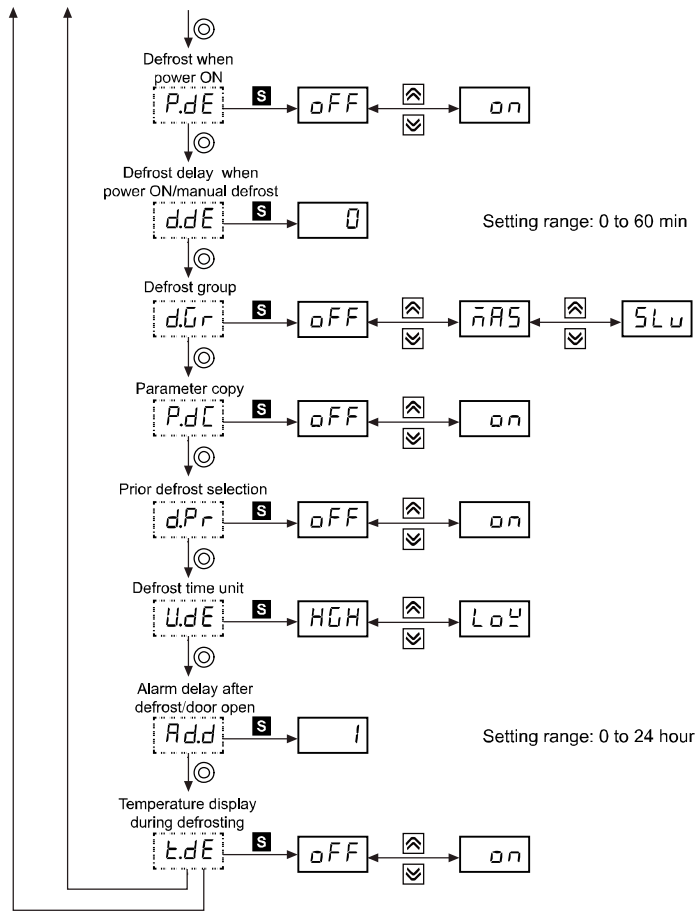 Defrost when
power ON
P.dE S oFF on
Defrost delay when
power ON/manual defrost
d.dE S 0 Setting range: 0 to 60 min
Defrost group
d.Gr S oFF MAS SLu
Parameter copy
P.dC S oFF on
Prior defrost selection
d.Pr S oFF on
Defrost time unit
U.dE S HGH LoW
Alarm delay after
defrost/door open
Ad.d S 1 Setting range: 0 to 24 hour
Temperature display
during defrosting
t.dE S oFF on